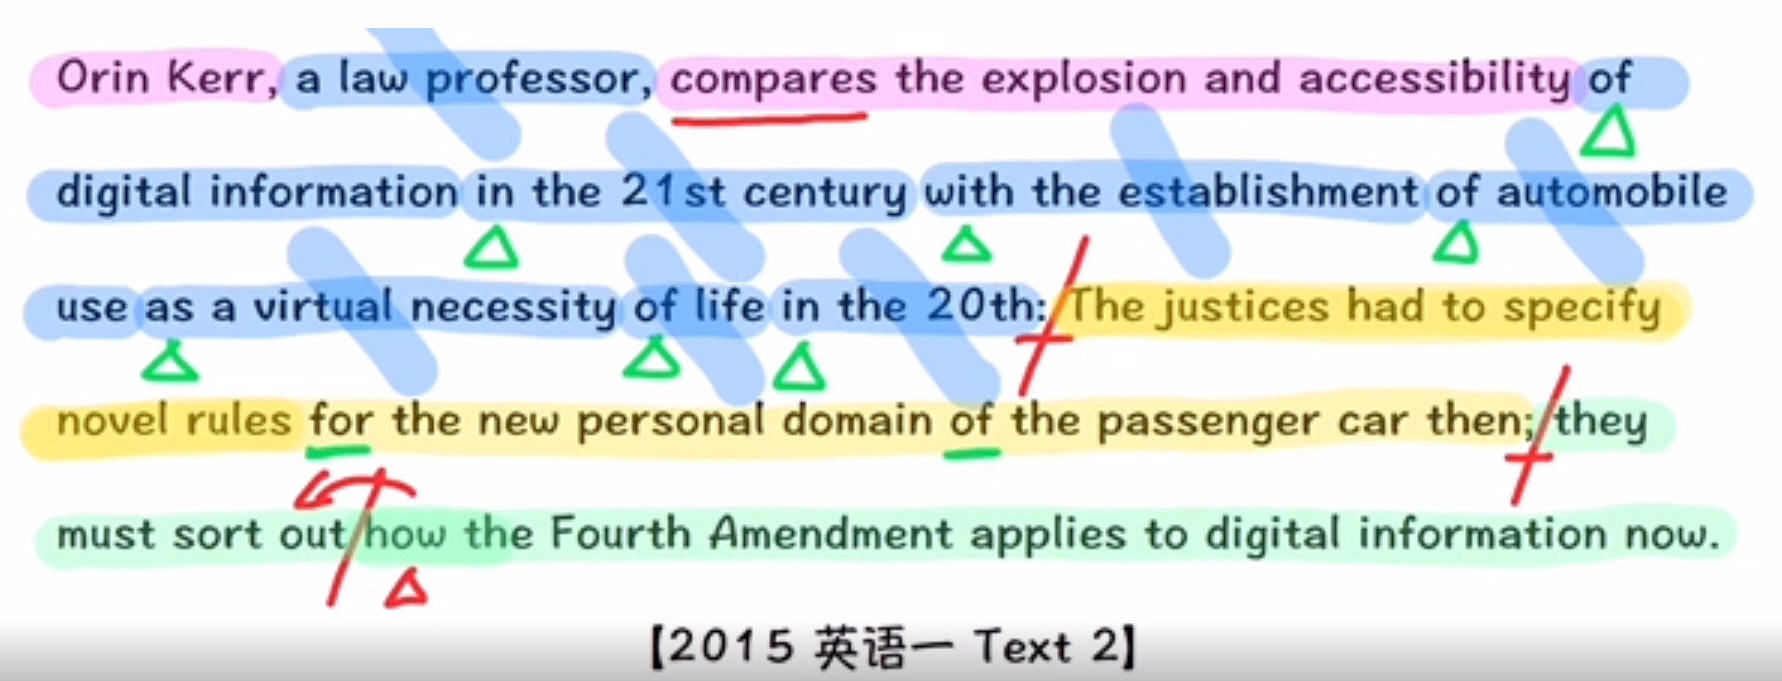 Orin Kerr, a law professor, compares the explosion and accessibility of
digital information in the 21st century with the establishment of automobile
use as a virtual necessity of life in the 20th: The justices had to specify
novel rules for the new personal domain of the passenger car then; they
must sort out how the Fourth Amendment applies to digital information now.
【2015 英语一 Text 2】